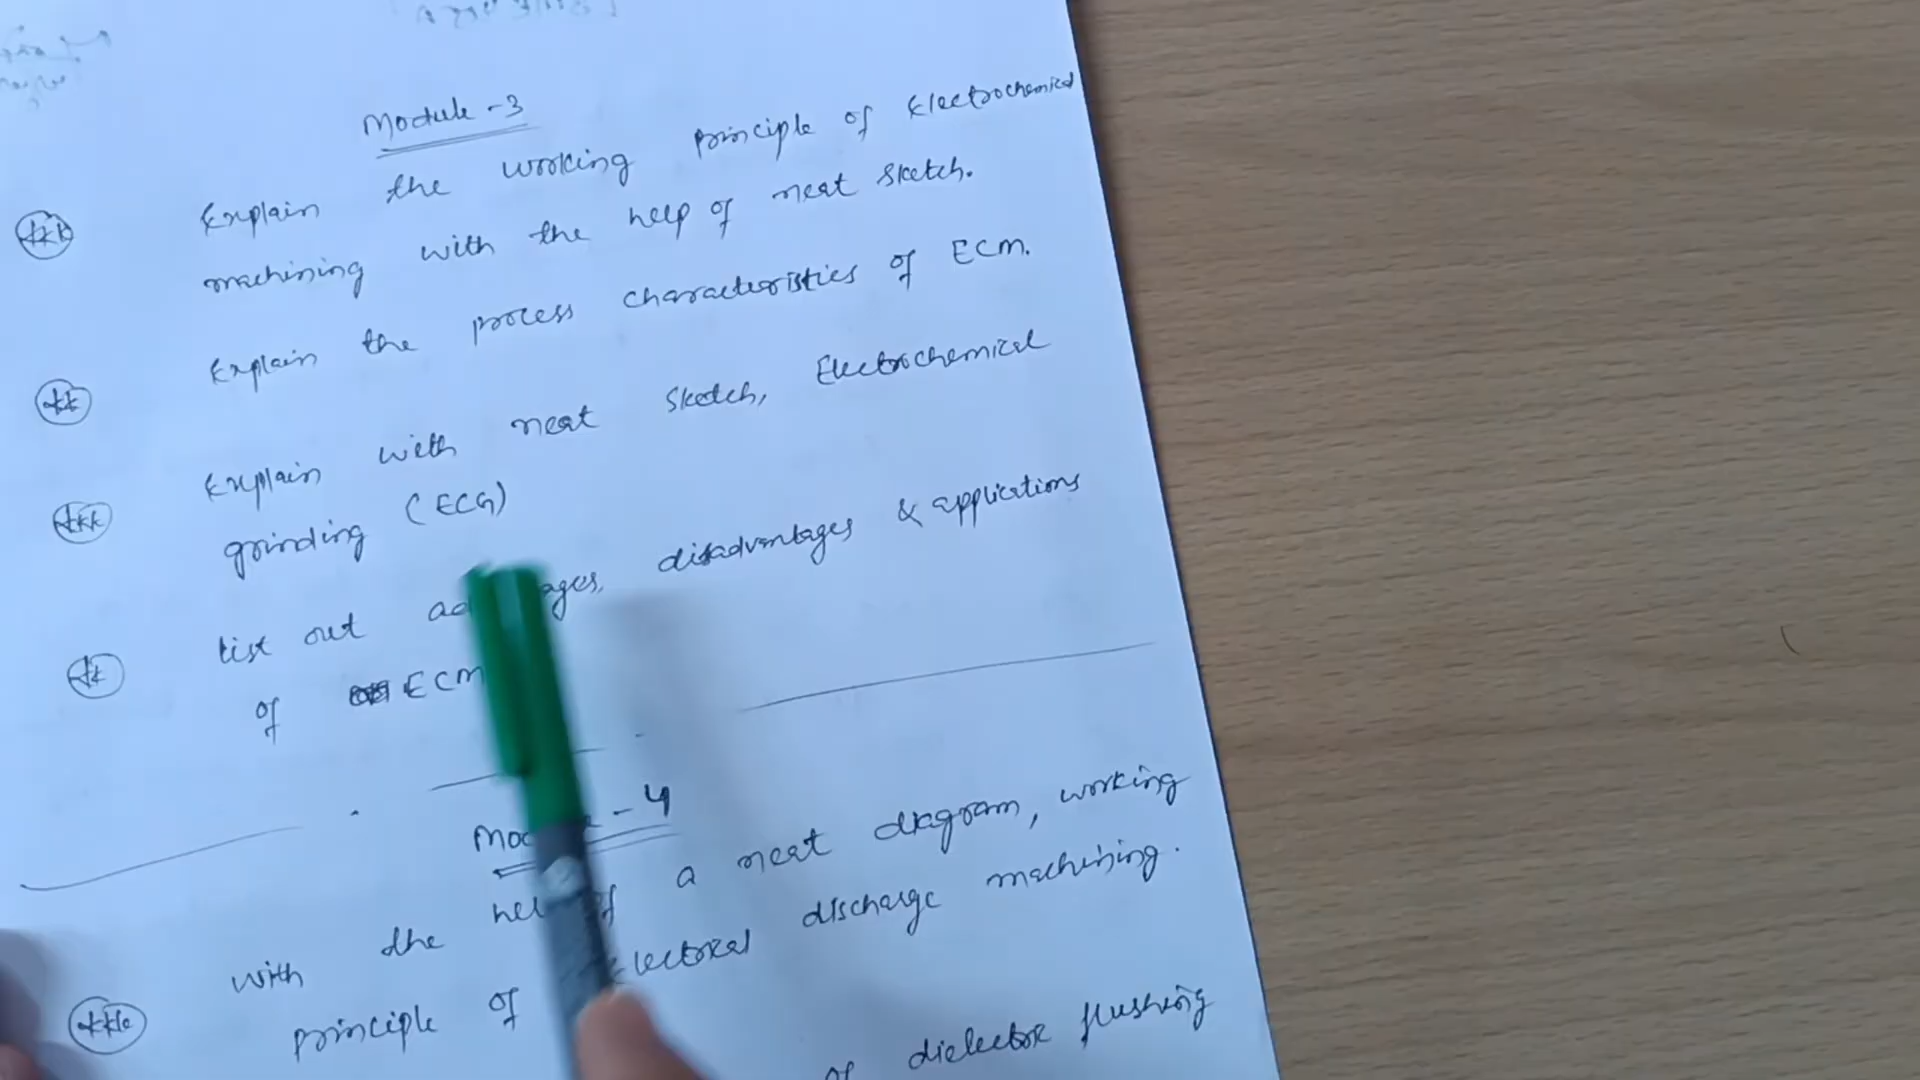 Module - 3
*** Explain the working principle of Electrochemical
machining with the help of neat sketch.
** Explain the process characteristics of ECM.
*** Explain with neat sketch, Electrochemical
grinding (ECG)
** List out disadvantages & applications
of ECM
- 4
*** with the a neat diagram, working
principle of discharge machining.
of dielectric flushing